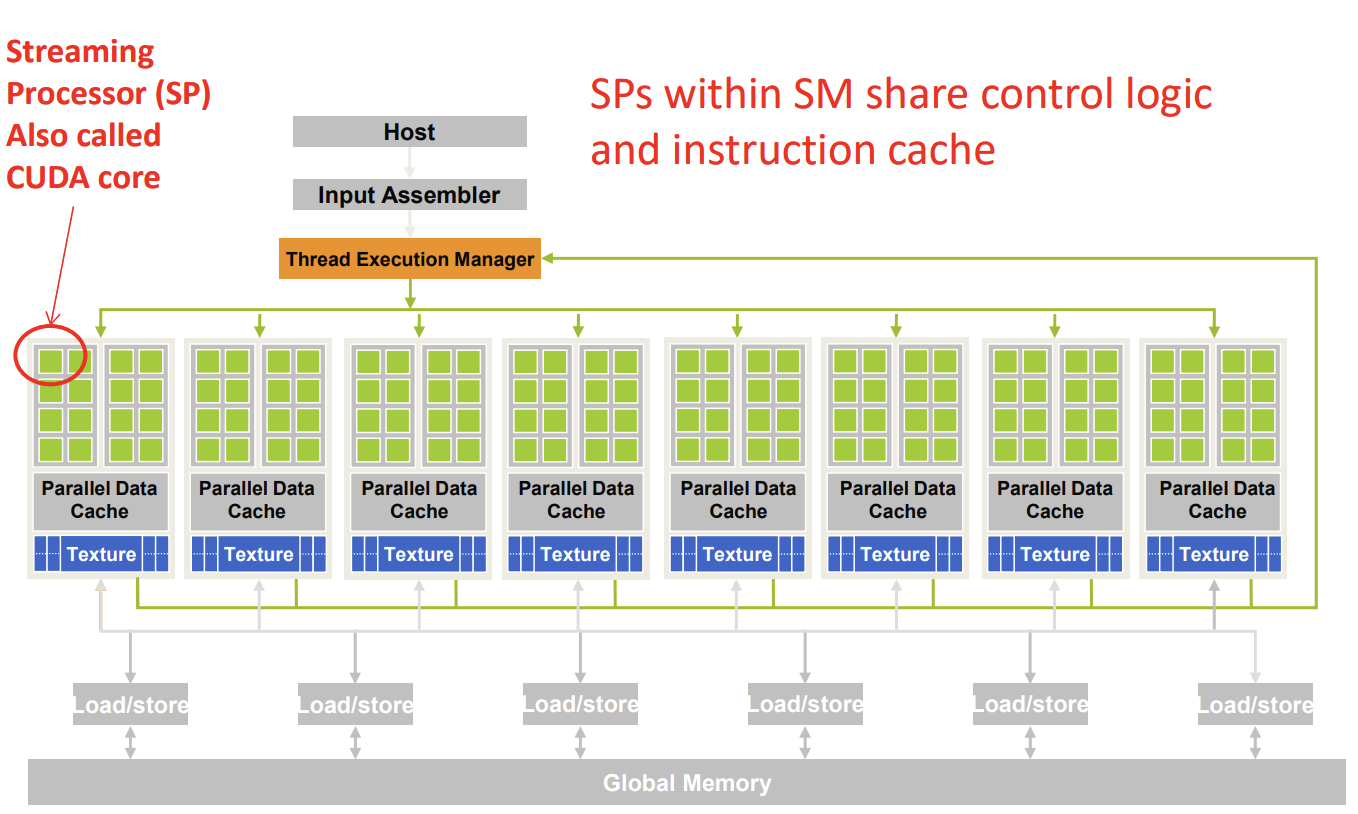 Streaming
Processor (SP)
Also called
CUDA core
SPs within SM share control logic
and instruction cache
Host
Input Assembler
Thread Execution Manager
Parallel Data
Cache
Parallel Data
Cache
Parallel Data
Cache
Parallel Data
Cache
Parallel Data
Cache
Parallel Data
Cache
Parallel Data
Cache
Parallel Data
Cache
Texture
Texture
Texture
Texture
Texture
Texture
Texture
Texture
Load/store
Load/store
Load/store
Load/store
Load/store
Load/store
Global Memory